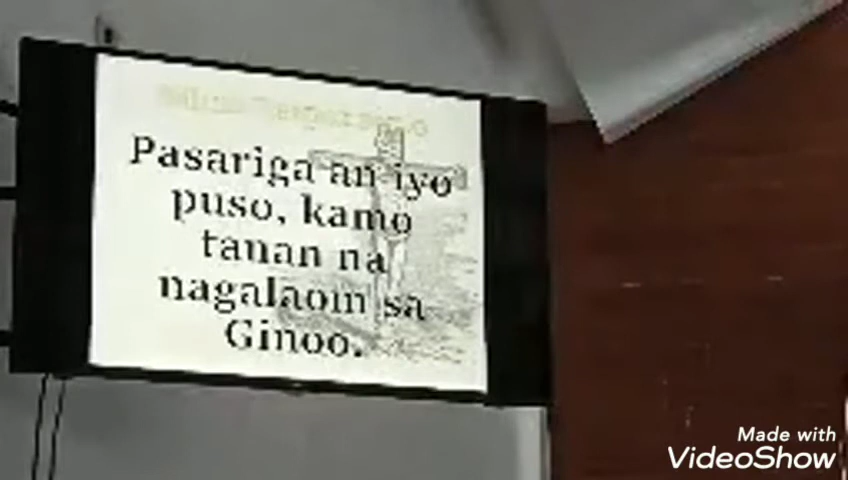 Pasariga an iyo
puso, kamo
tanan na
nagalaom sa
Ginoo.
Made with
VideoShow